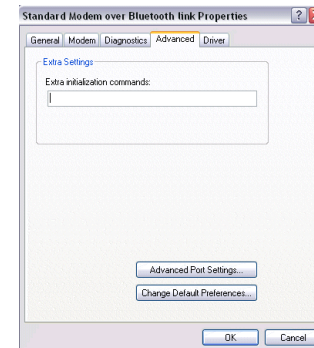 Standard Modem over Bluetooth link Properties
General Modem Diagnostics Advanced Driver
Extra Settings
Extra initialization commands:
Advanced Port Settings...
Change Default Preferences...
OK Cancel